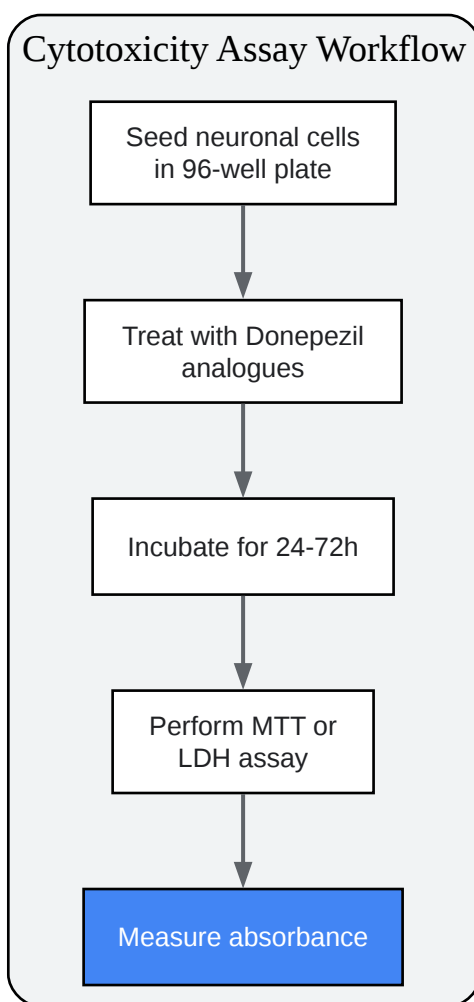 Cytotoxicity Assay Workflow
Seed neuronal cells
in 96-well plate
Treat with Donepezil
analogues
Incubate for 24-72h
Perform MTT or
LDH assay
Measure absorbance